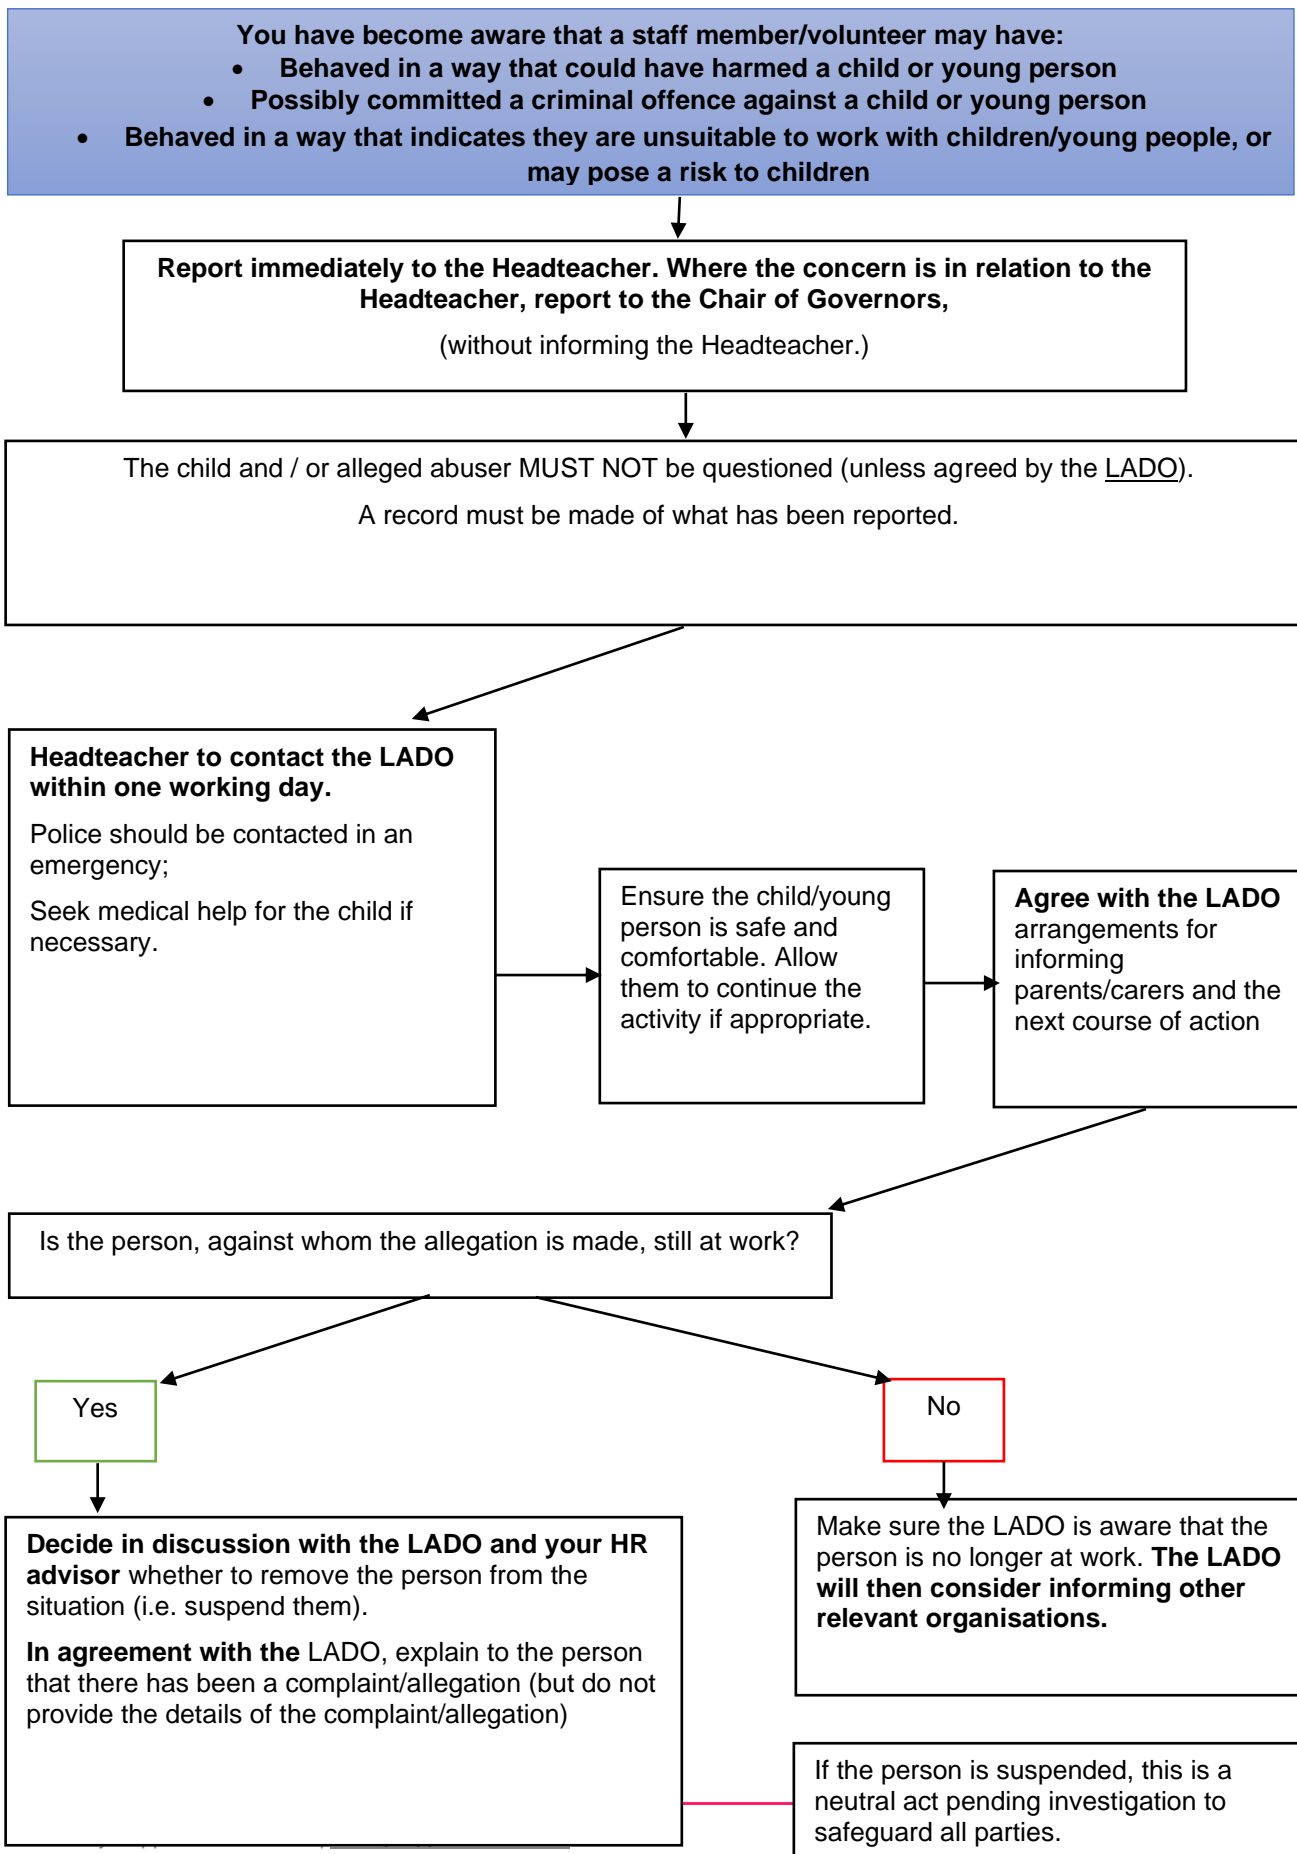 You have become aware that a staff member/volunteer may have:
• Behaved in a way that could have harmed a child or young person
• Possibly committed a criminal offence against a child or young person
• Behaved in a way that indicates they are unsuitable to work with children/young people, or
may pose a risk to children
Report immediately to the Headteacher. Where the concern is in relation to the
Headteacher, report to the Chair of Governors,
(without informing the Headteacher.)
The child and / or alleged abuser MUST NOT be questioned (unless agreed by the LADO).
A record must be made of what has been reported.
Headteacher to contact the LADO
within one working day.
Police should be contacted in an
emergency;
Seek medical help for the child if
necessary.
Ensure the child/young
person is safe and
comfortable. Allow
them to continue the
activity if appropriate.
Agree with the LADO
arrangements for
informing
parents/carers and the
next course of action
Is the person, against whom the allegation is made, still at work?
Yes
No
Decide in discussion with the LADO and your HR
advisor whether to remove the person from the
situation (i.e. suspend them).
In agreement with the LADO, explain to the person
that there has been a complaint/allegation (but do not
provide the details of the complaint/allegation)
Make sure the LADO is aware that the
person is no longer at work. The LADO
will then consider informing other
relevant organisations.
If the person is suspended, this is a
neutral act pending investigation to
safeguard all parties.